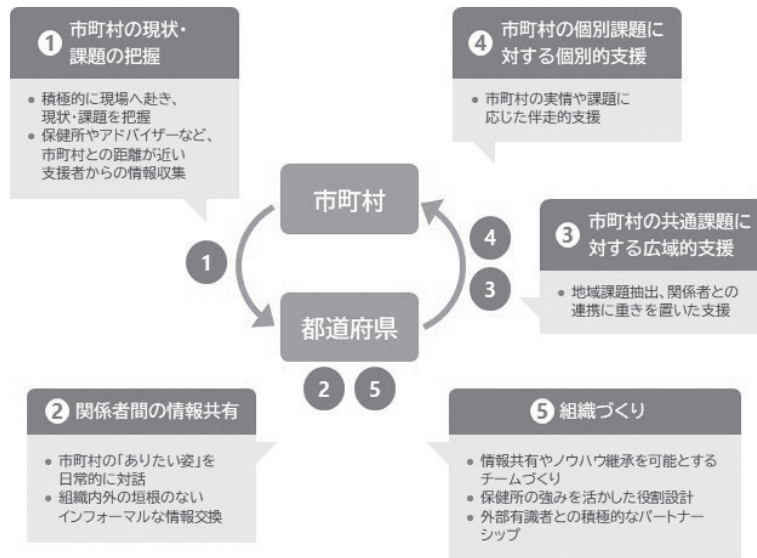 1 市町村の現状・
課題の把握
● 積極的に現場へ赴き、
現状・課題を把握
● 保健所やアドバイザーなど、
市町村との距離が近い
支援者からの情報収集
4 市町村の個別課題に
対する個別的支援
● 市町村の実情や課題に
応じた伴走的支援
市町村
1
4
3
3 市町村の共通課題に
対する広域的支援
● 地域課題抽出、関係者との
連携に重きを置いた支援
都道府県
2 5
2 関係者間の情報共有
● 市町村の「ありたい姿」を
日常的に対話
● 組織内外の垣根のない
インフォーマルな情報交換
5 組織づくり
● 情報共有やノウハウ継承を可能とする
チームづくり
● 保健所の強みを活かした役割設計
● 外部有識者との積極的なパートナー
シップ